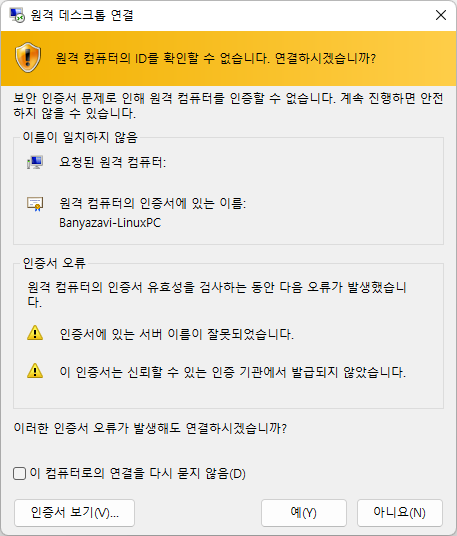 원격 데스크톱 연결
원격 컴퓨터의 ID를 확인할 수 없습니다. 연결하시겠습니까?
보안 인증서 문제로 인해 원격 컴퓨터를 인증할 수 없습니다. 계속 진행하면 안전
하지 않을 수 있습니다.
이름이 일치하지 않음
요청된 원격 컴퓨터:
원격 컴퓨터의 인증서에 있는 이름:
Banyazavi-LinuxPC
인증서 오류
원격 컴퓨터의 인증서 유효성을 검사하는 동안 다음 오류가 발생했습니
다.
인증서에 있는 서버 이름이 잘못되었습니다.
이 인증서는 신뢰할 수 있는 인증 기관에서 발급되지 않았습니다.
이러한 인증서 오류가 발생해도 연결하시겠습니까?
이 컴퓨터로의 연결을 다시 묻지 않음(D)
인증서 보기(V)... 예(Y) 아니요(N)